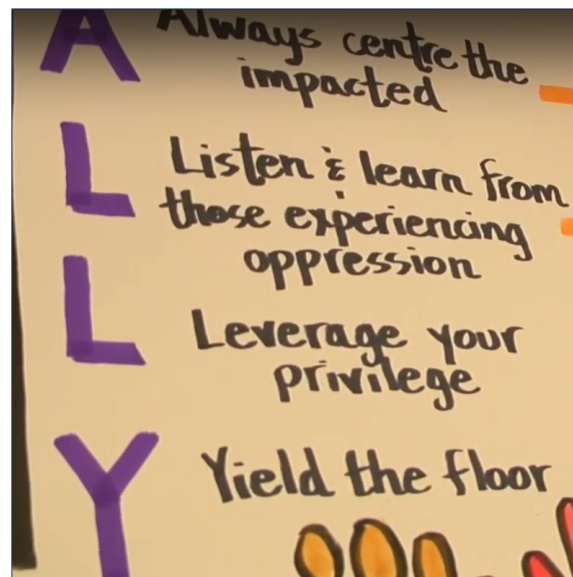 A Always centre the
impacted
L Listen & learn from
those experiencing
oppression
L Leverage your
privilege
Y Yield the floor